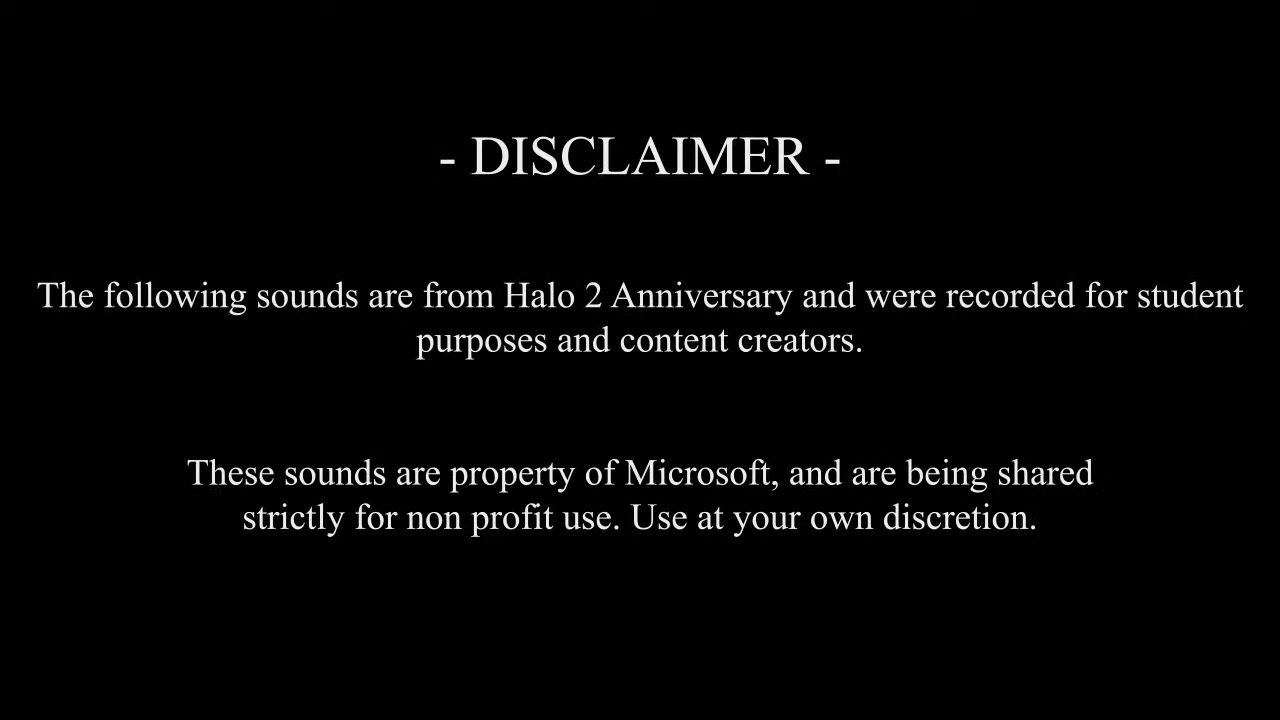 - DISCLAIMER -
The following sounds are from Halo 2 Anniversary and were recorded for student
purposes and content creators.
These sounds are property of Microsoft, and are being shared
strictly for non profit use. Use at your own discretion.